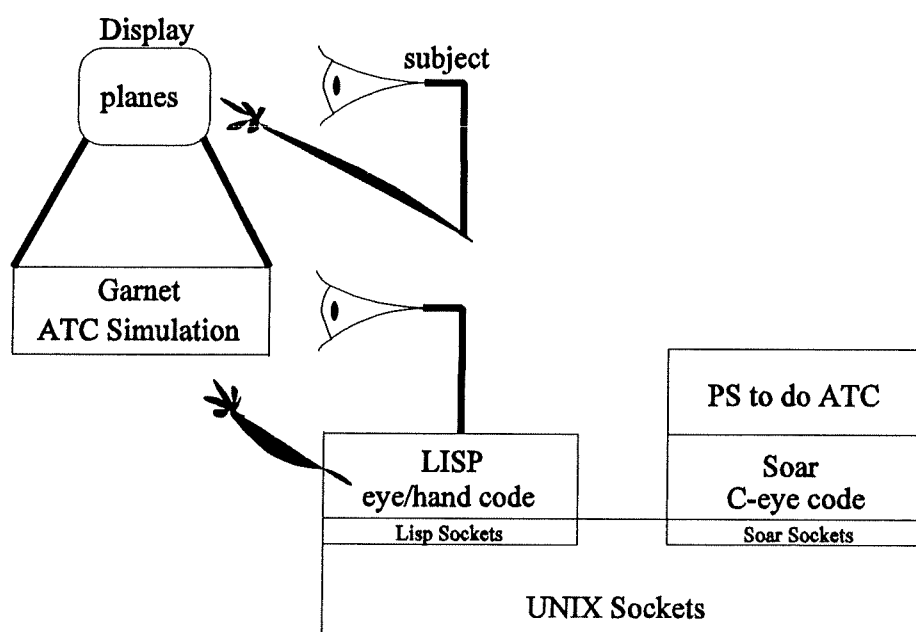 Display
planes
subject
Garnet
ATC Simulation
PS to do ATC
LISP
eye/hand code
Lisp Sockets
Soar
C-eye code
Soar Sockets
UNIX Sockets